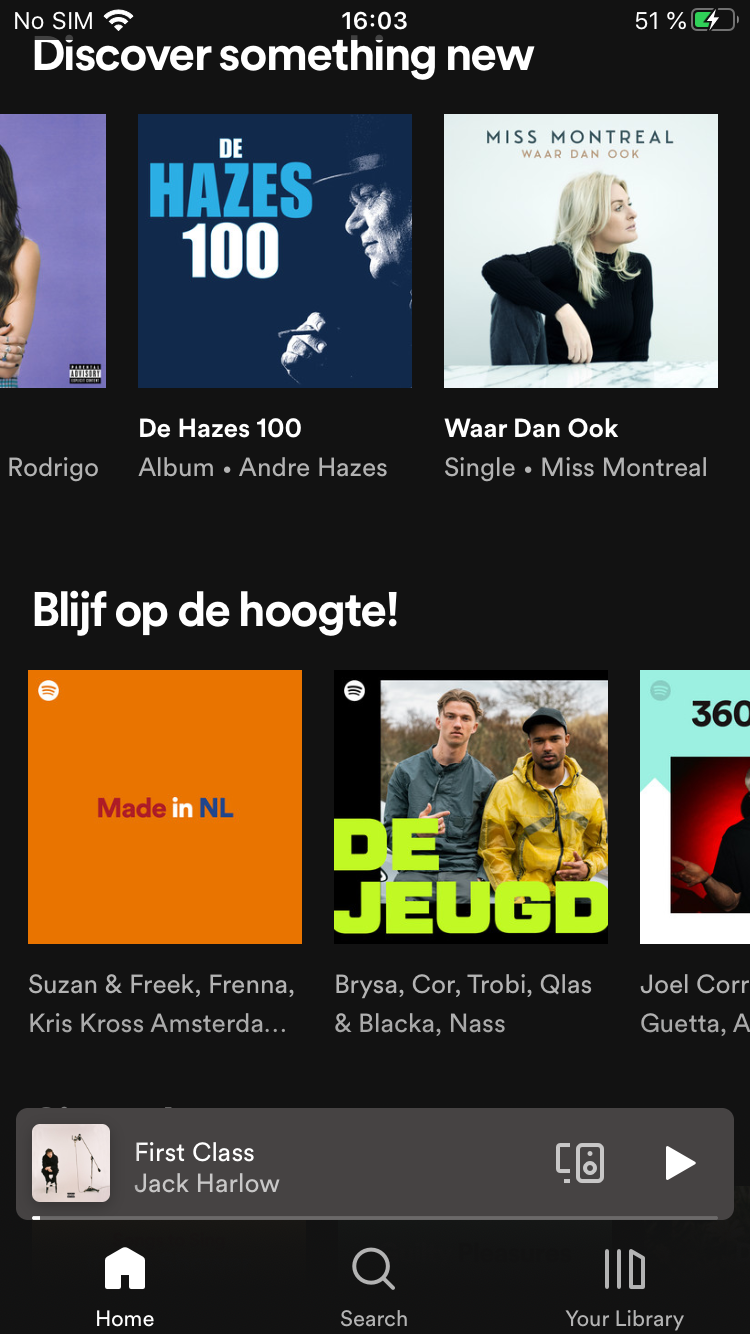 No SIM 16:03 51 %
Discover something new
DE
HAZES
100
MISS MONTREAL
WAAR DAN OOK
PARENTAL
ADVISORY
EXPLICIT CONTENT
De Hazes 100
Waar Dan Ook
Rodrigo
Album • Andre Hazes
Single • Miss Montreal
Blijf op de hoogte!
Made in NL
DE
JEUGD
360
Suzan & Freek, Frenna,
Kris Kross Amsterda...
Brysa, Cor, Trobi, Qlas
& Blacka, Nass
Joel Corr
Guetta, A
First Class
Jack Harlow
Home
Search
Your Library